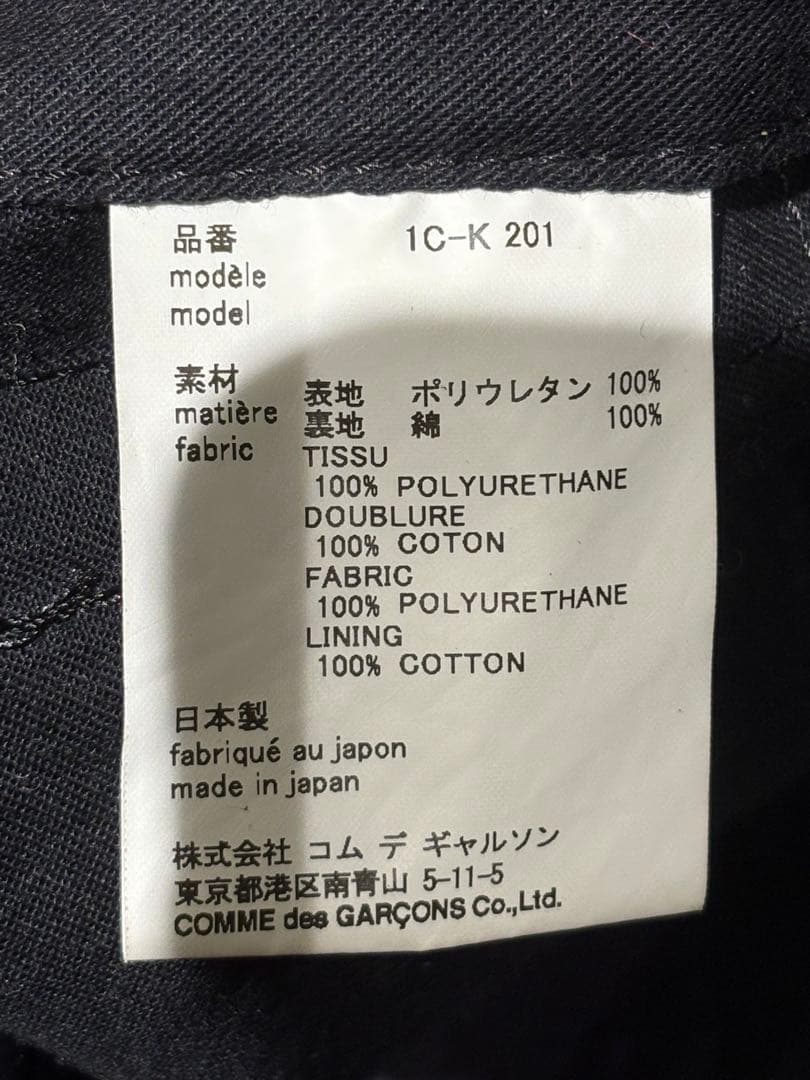 品番 1C-K 201
modèle
model
素材 表地 ポリウレタン 100%
matière 裏地 綿 100%
fabric TISSU
100% POLYURETHANE
DOUBLURE
100% COTON
FABRIC
100% POLYURETHANE
LINING
100% COTTON
日本製
fabriqué au japon
made in japan
株式会社 コム デ ギャルソン
東京都港区南青山 5-11-5
COMME des GARÇONS Co.,Ltd.